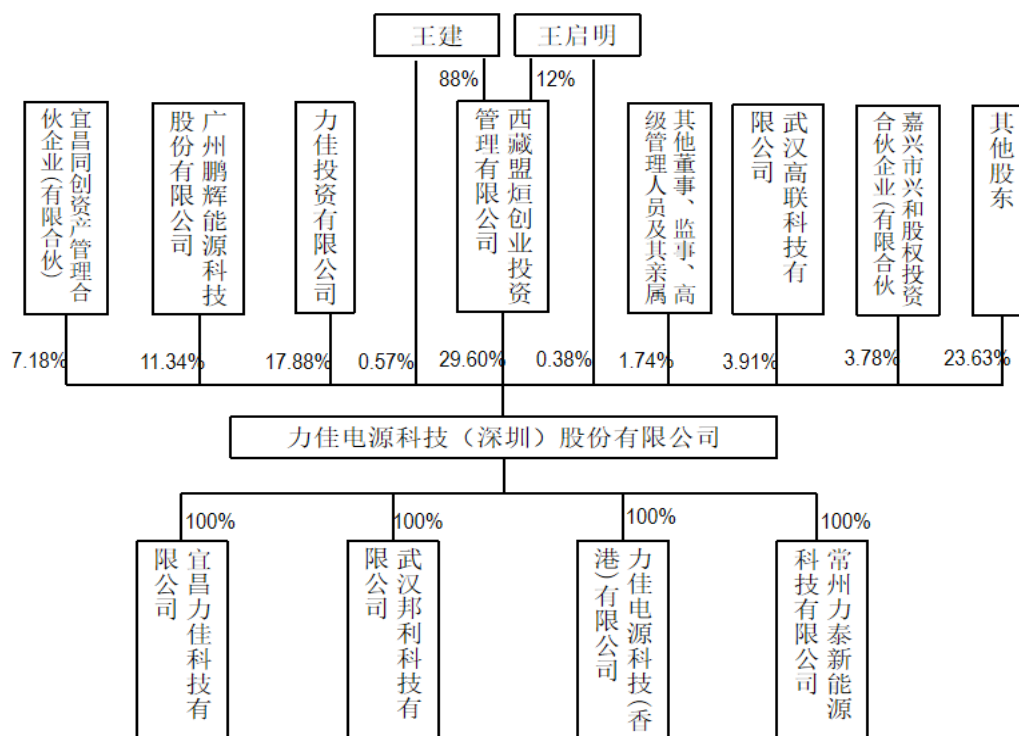 王建
王启明
88%
12%
宜昌同创资产管理合
伙企业(有限合伙)
广州鹏辉能源科技
股份有限公司
力佳投资有限公司
西藏盟烜创业投资
管理有限公司
其他董事、监事、高
级管理人员及其亲属
武汉高联科技有
限公司
嘉兴市兴和股权投资
合伙企业(有限合伙
其他股东
7.18%
11.34%
17.88%
0.57%
29.60%
0.38%
1.74%
3.91%
3.78%
23.63%
力佳电源科技（深圳）股份有限公司
100%
100%
100%
100%
宜昌力佳科技有
限公司
武汉邦利科技有
限公司
力佳电源科技(香
港)有限公司
常州力泰新能源
科技有限公司